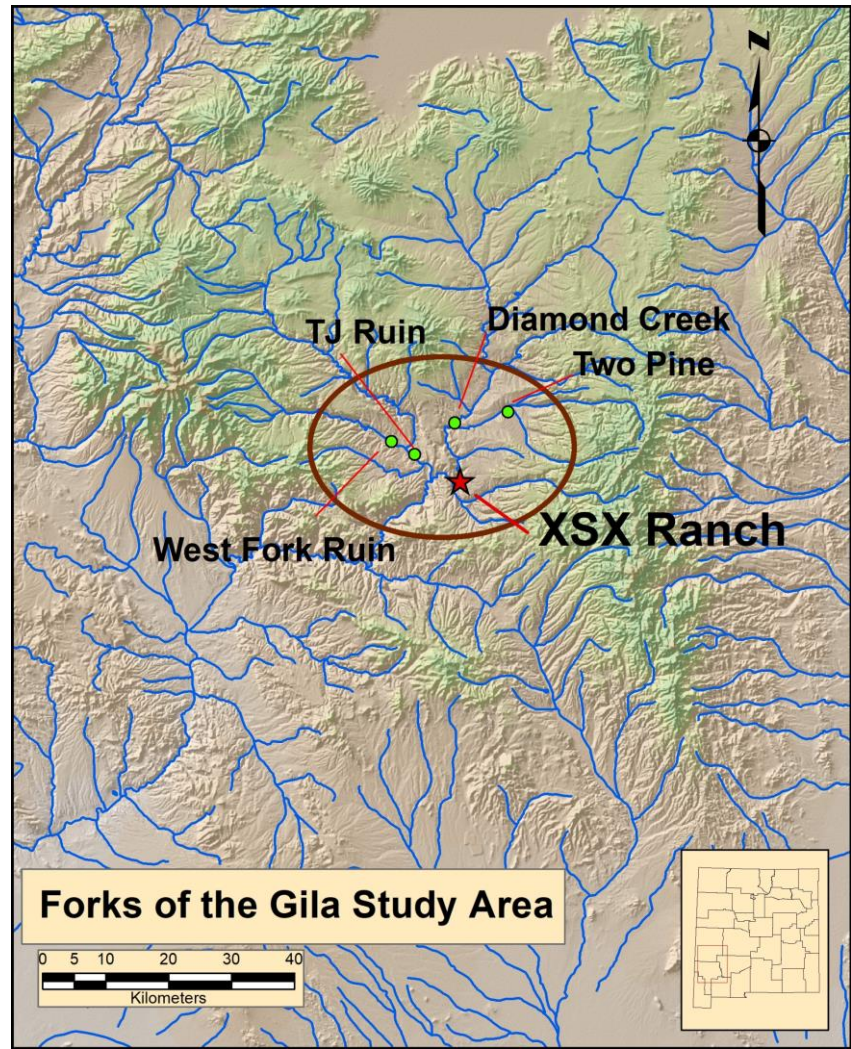 N
Diamond Creek
TJ Ruin
Two Pine
XSX Ranch
West Fork Ruin
Forks of the Gila Study Area
0 5 10 20 30 40
Kilometers